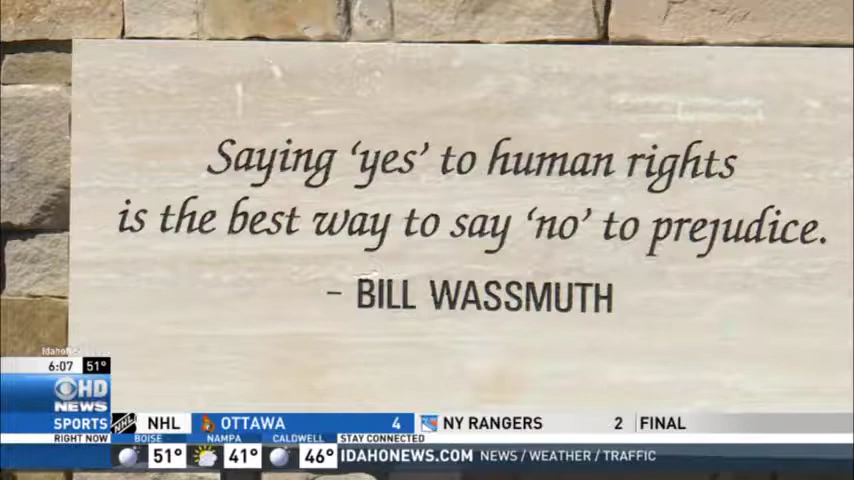 Saying ‘yes’ to human rights
is the best way to say ‘no’ to prejudice.
– BILL WASSMUTH
6:07 51°
HD
NEWS
SPORTS NHL OTTAWA 4 NY RANGERS 2 FINAL
RIGHT NOW BOISE NAMPA CALDWELL STAY CONNECTED
51° 41° 46° IDAHONEWS.COM NEWS / WEATHER / TRAFFIC